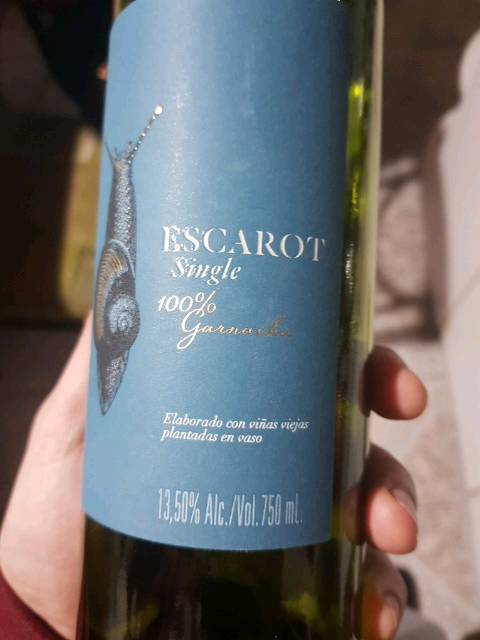 ESCAROT
Single
100%
Garnacha
Elaborado con viñas viejas
plantadas en vaso
13,50% Alc./Vol. 750 ml.